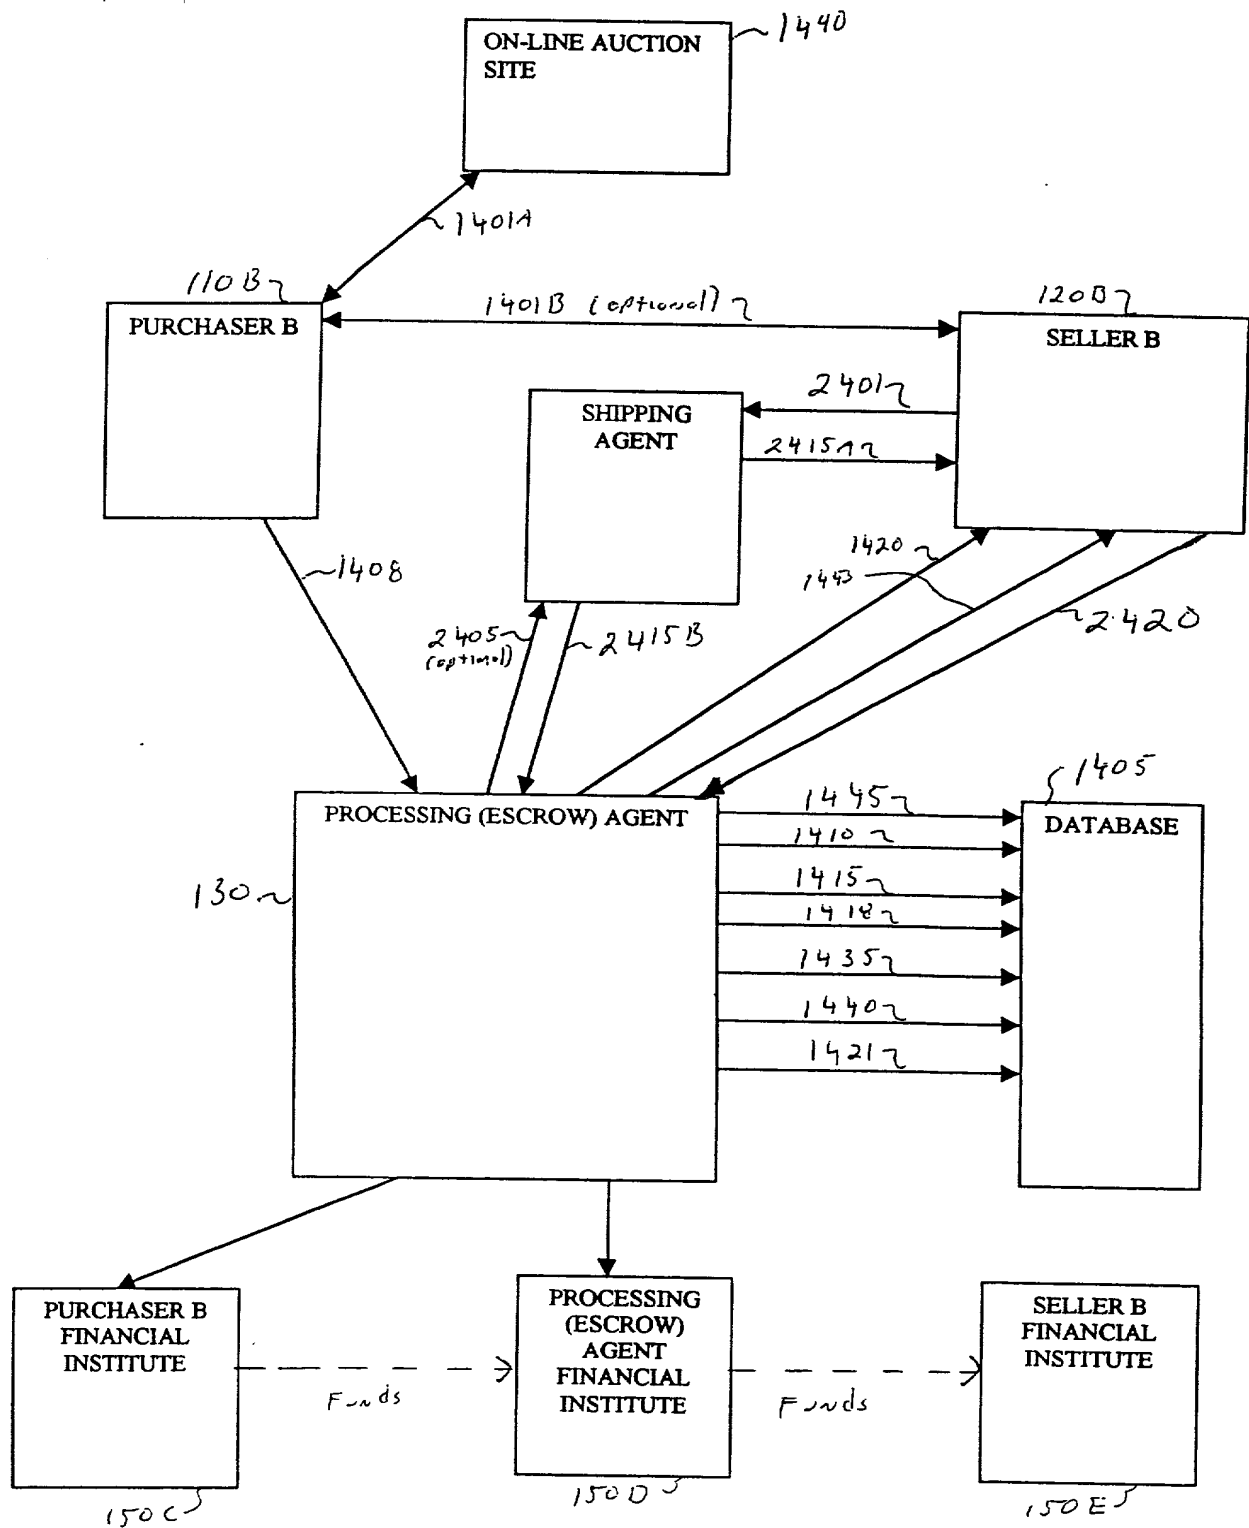 1440
ON-LINE AUCTION
SITE
1401A
110B
1401B (optional)
120B
PURCHASER B
SELLER B
2401
SHIPPING
AGENT
2415A
1420
1443
1408
2405
(optional)
2415B
2420
1405
PROCESSING (ESCROW) AGENT
1445
DATABASE
1410
130
1415
1418
1435
1440
1421
PURCHASER B
FINANCIAL
INSTITUTE
PROCESSING
(ESCROW)
AGENT
FINANCIAL
INSTITUTE
SELLER B
FINANCIAL
INSTITUTE
Funds
Funds
150C
150D
150E